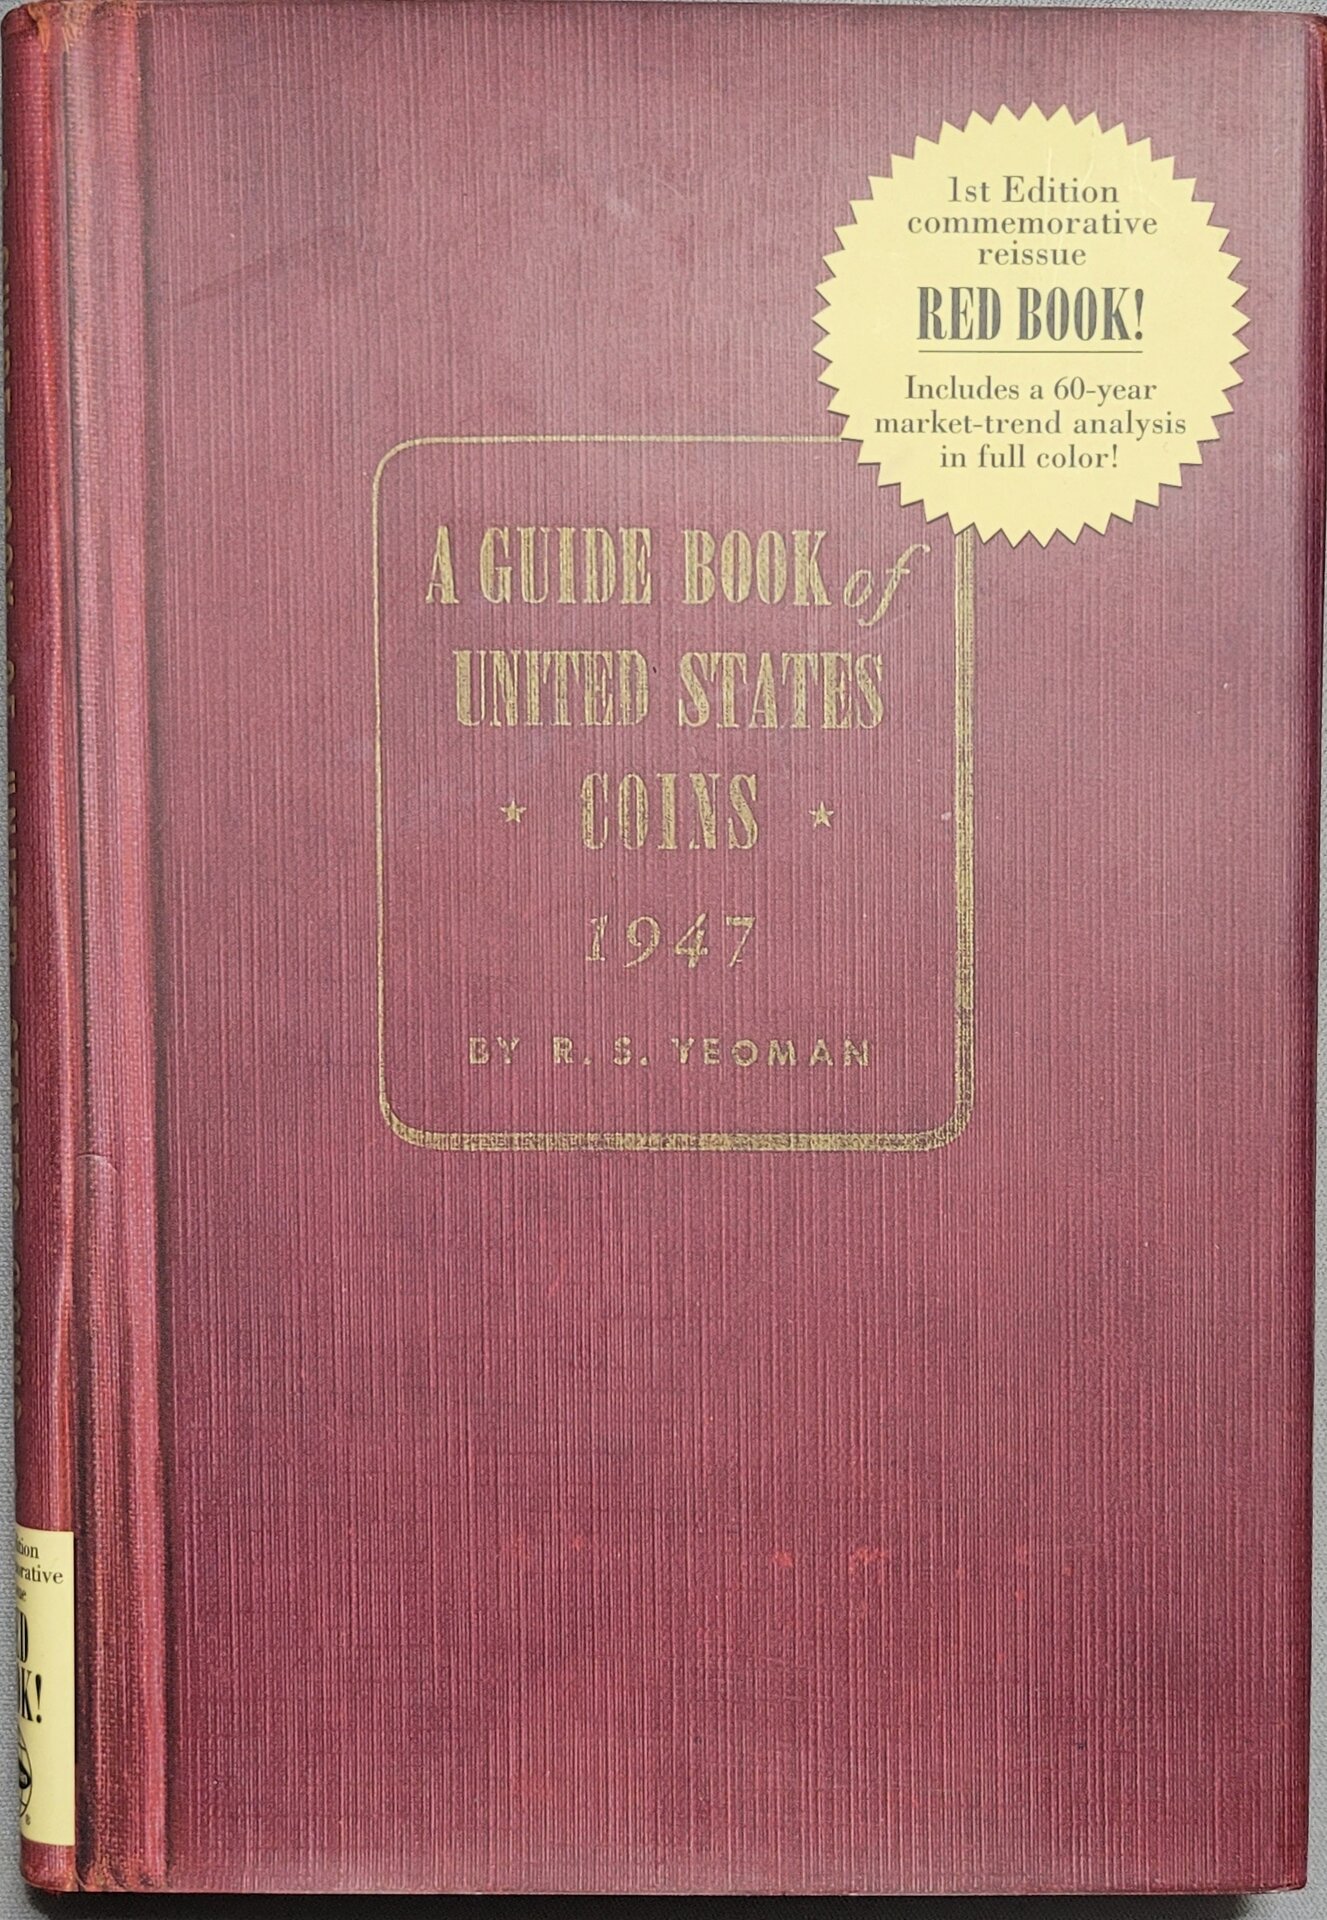 1st Edition
commemorative
reissue
RED BOOK!
Includes a 60-year
market-trend analysis
in full color!
A GUIDE BOOK of
UNITED STATES
COINS
1947
BY R. S. YEOMAN